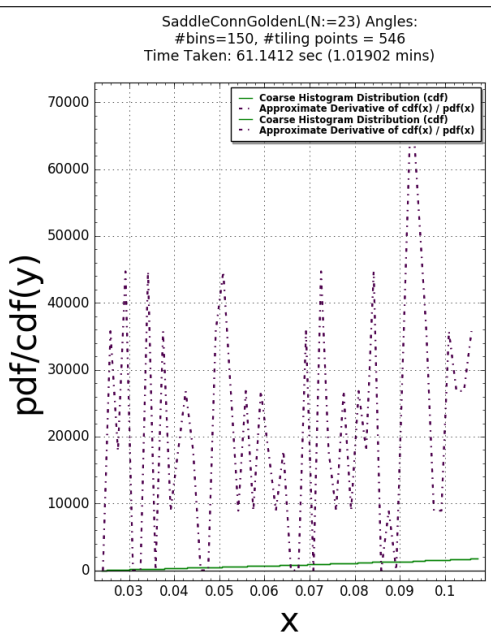 SaddleConnGoldenL(N:=23) Angles:
#bins=150, #tiling points = 546
Time Taken: 61.1412 sec (1.01902 mins)
Coarse Histogram Distribution (cdf)
Approximate Derivative of cdf(x) / pdf(x)
Coarse Histogram Distribution (cdf)
Approximate Derivative of cdf(x) / pdf(x)
pdf/cdf(y)
70000
60000
50000
40000
30000
20000
10000
0
0.03 0.04 0.05 0.06 0.07 0.08 0.09 0.1
x